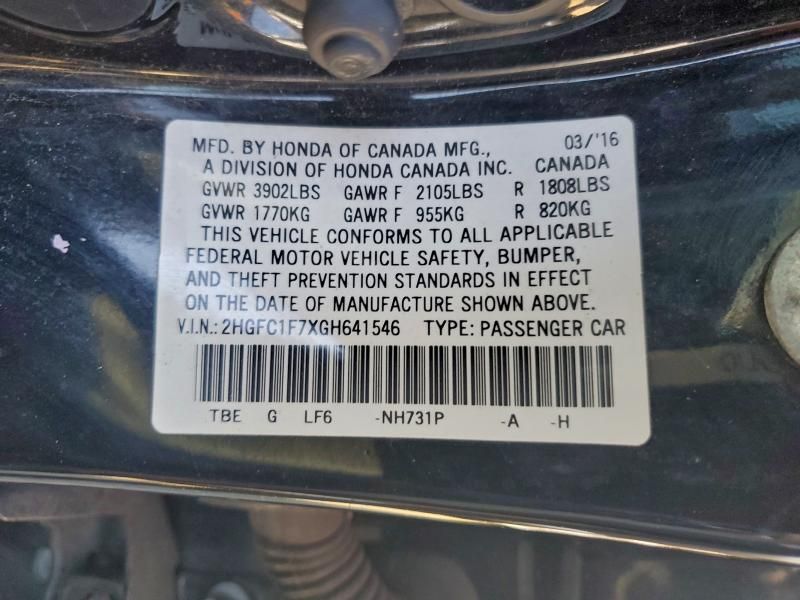 MFD. BY HONDA OF CANADA MFG., 03/'16
A DIVISION OF HONDA CANADA INC. CANADA
GVWR 3902LBS GAWR F 2105LBS R 1808LBS
GVWR 1770KG GAWR F 955KG R 820KG
THIS VEHICLE CONFORMS TO ALL APPLICABLE
FEDERAL MOTOR VEHICLE SAFETY, BUMPER,
AND THEFT PREVENTION STANDARDS IN EFFECT
ON THE DATE OF MANUFACTURE SHOWN ABOVE.
V.I.N.: 2HGFC1F7XGH641546 TYPE: PASSENGER CAR
TBE G LF6 -NH731P -A -H